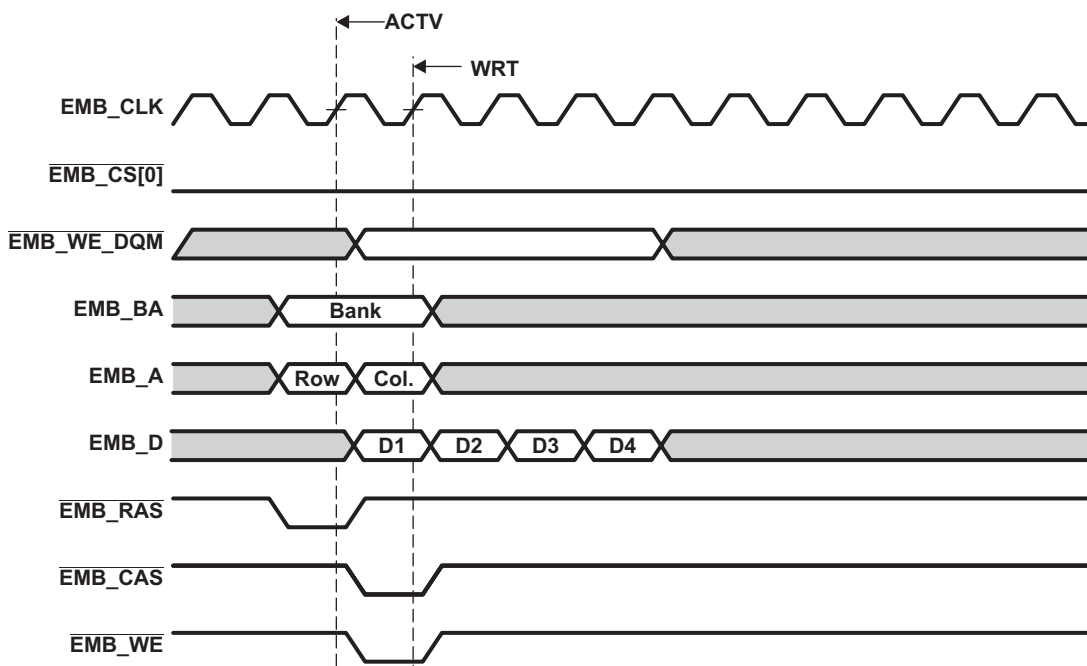 ACTV
WRT
EMB_CLK
EMB_CS[0]
EMB_WE_DQM
EMB_BA
Bank
EMB_A
Row
Col.
EMB_D
D1
D2
D3
D4
EMB_RAS
EMB_CAS
EMB_WE